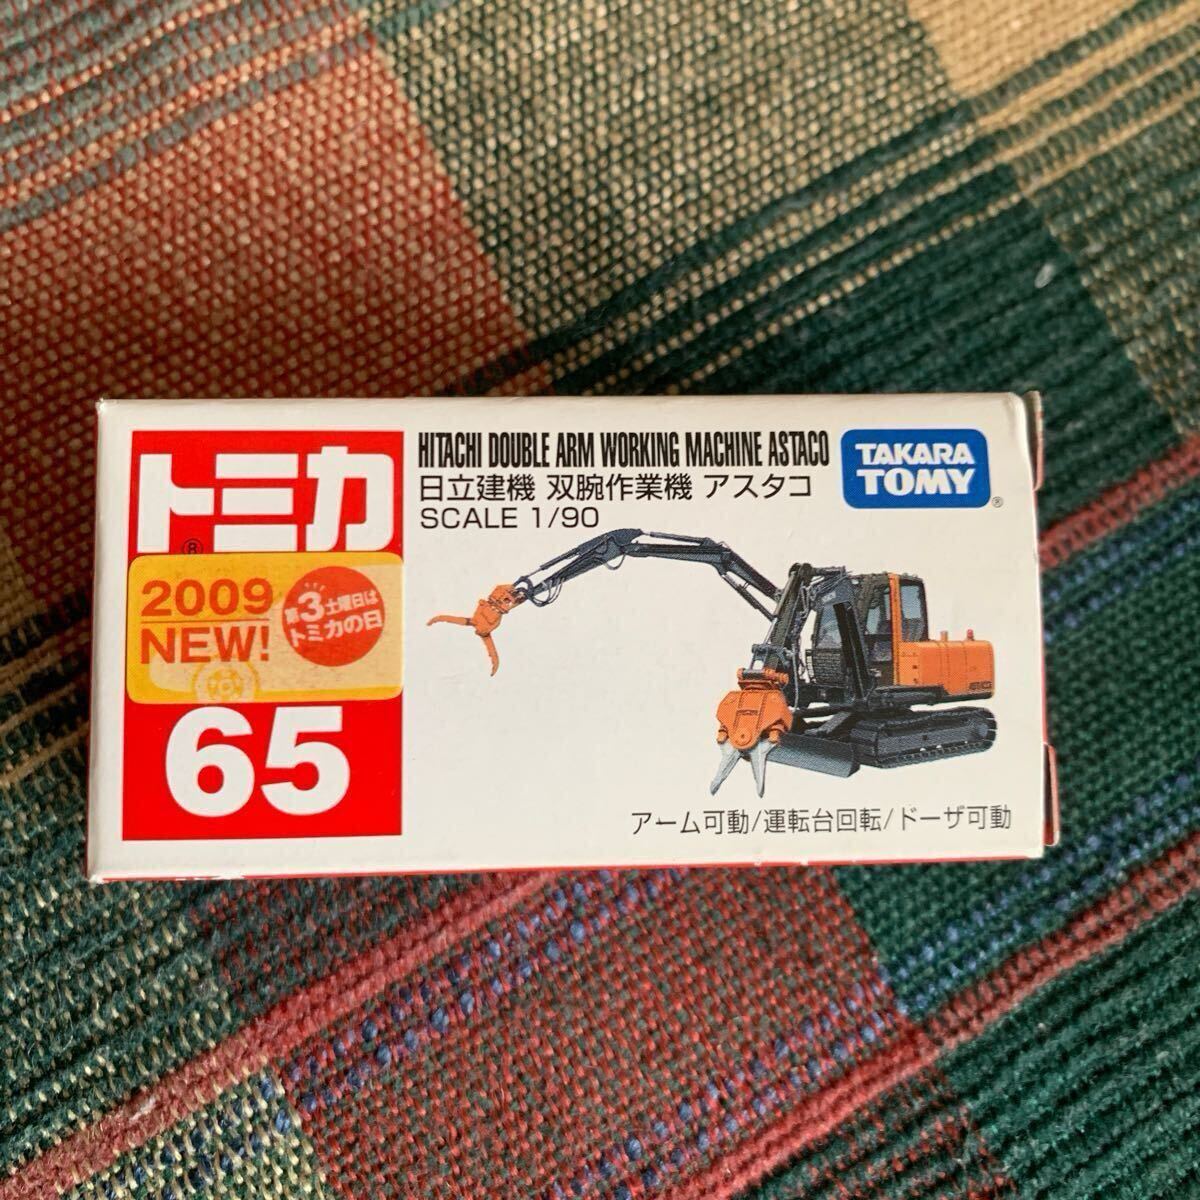 トミカ
®
2009
NEW!
第3土曜日は
トミカの日
65
HITACHI DOUBLE ARM WORKING MACHINE ASTACO
日立建機 双腕作業機 アスタコ
SCALE 1/90
TAKARA
TOMY
®
アーム可動/運転台回転/ドーザ可動